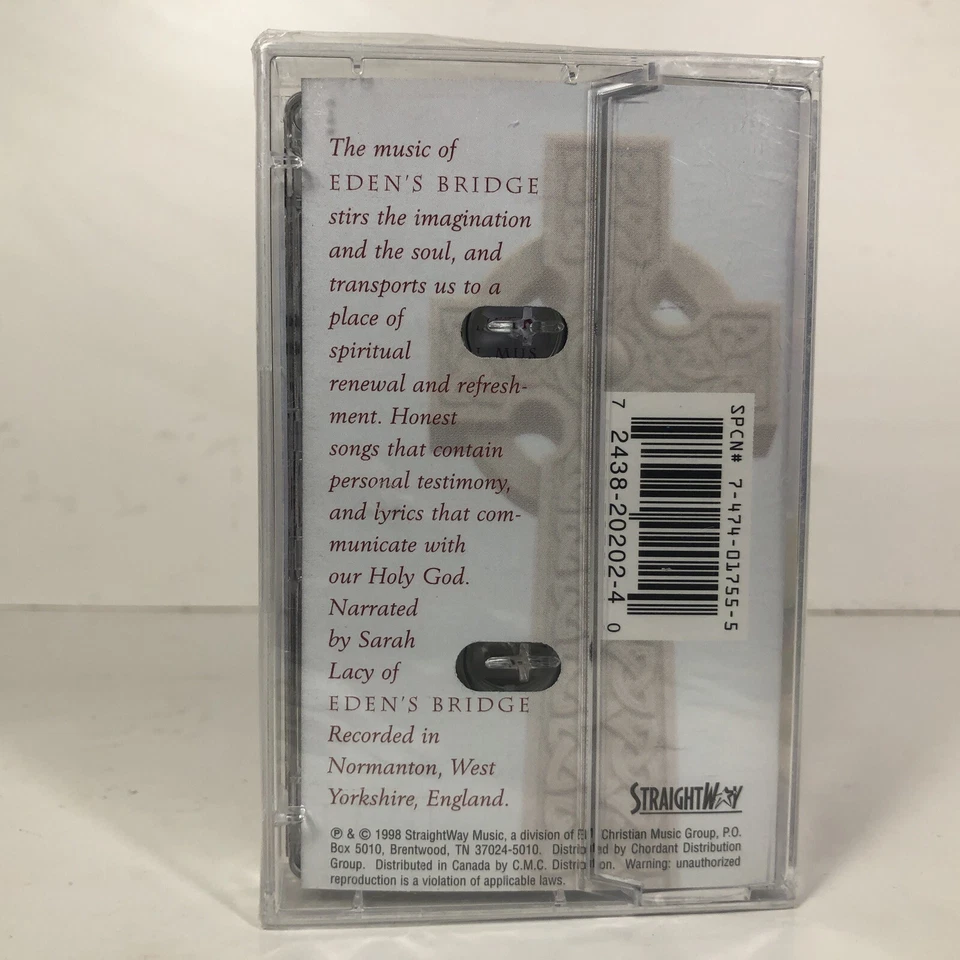 The music of
EDEN'S BRIDGE
stirs the imagination
and the soul, and
transports us to a
place of
spiritual
renewal and refresh-
ment. Honest
songs that contain
personal testimony,
and lyrics that com-
municate with
our Holy God.
Narrated
by Sarah
Lacy of
EDEN'S BRIDGE
Recorded in
Normanton, West
Yorkshire, England.
MUS
SPCN# 7-474-01755-5
7 2438-20202-4 0
STRAIGHTWAY
℗ & © 1998 StraightWay Music, a division of Christian Music Group, P.O.
Box 5010, Brentwood, TN 37024-5010. Distributed by Chordant Distribution
Group. Distributed in Canada by C.M.C. Distribution. Warning: unauthorized
reproduction is a violation of applicable laws.